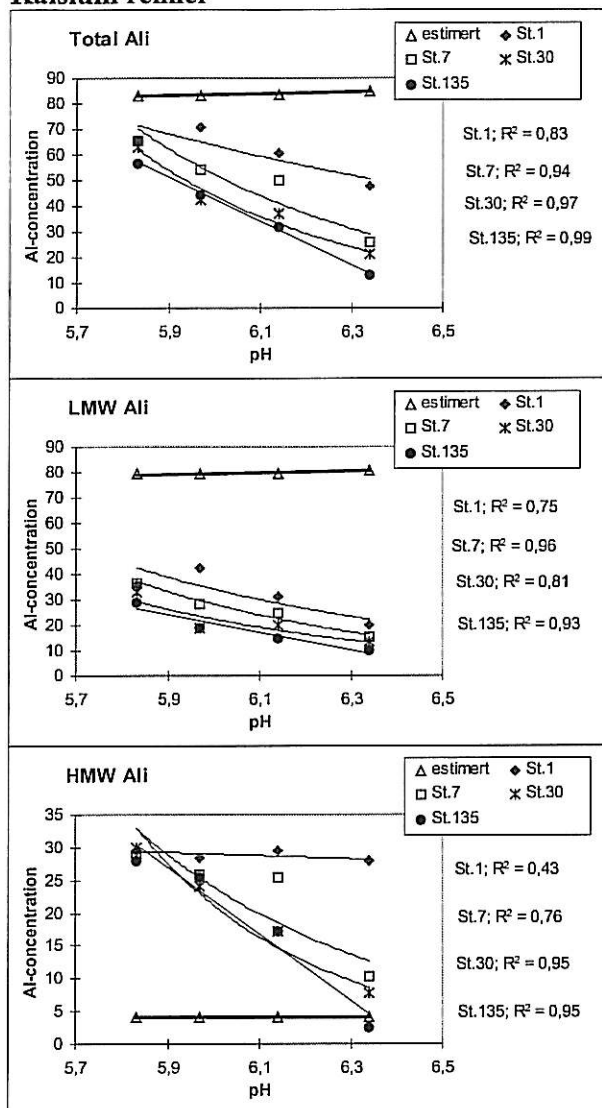 Kalsium renner
Total Ali
estimert St.1
St.7 St.30
St.135
90
80
70
60
50
40
30
20
10
0
Al-concentration
5,7 5,9 6,1 6,3 6,5
pH
St.1; R² = 0,83
St.7; R² = 0,94
St.30; R² = 0,97
St.135; R² = 0,99
LMW Ali
estimert St.1
St.7 St.30
St.135
90
80
70
60
50
40
30
20
10
0
Al-concentration
5,7 5,9 6,1 6,3 6,5
pH
St.1; R² = 0,75
St.7; R² = 0,96
St.30; R² = 0,81
St.135; R² = 0,93
HMW Ali
estimert St.1
St.7 St.30
St.135
35
30
25
20
15
10
5
0
Al-concentration
5,7 5,9 6,1 6,3 6,5
pH
St.1; R² = 0,43
St.7; R² = 0,76
St.30; R² = 0,95
St.135; R² = 0,95